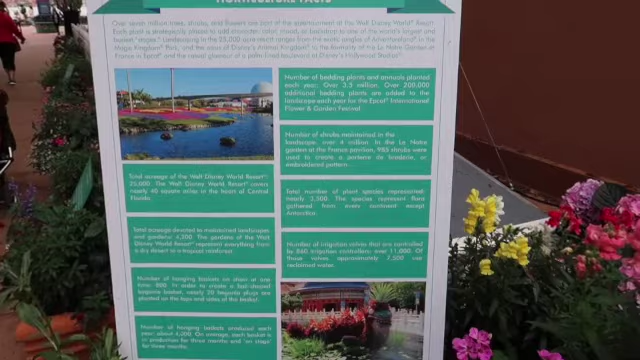 HORTICULTURE FACTS
Over seven million trees, shrubs, and flowers are part of the entertainment at the Walt Disney World® Resort.
Each plant is strategically placed to add character, color, mood, or backdrop to one of the world's largest and
Landscaping in the 25,000 acre resort ranges from the exotic jungles of Adventureland® in the
Magic Kingdom® Park, and the oasis of Disney's Animal Kingdom® to the formality of the Le Notre Garden
in France in Epcot® and the casual glamour of a palm-lined boulevard at Disney's Hollywood Studios®.
Total acreage of the Walt Disney World Resort®:
25,000. The Walt Disney World Resort® covers
nearly 40 square miles in the heart of Central
Florida.
Total acreage devoted to maintained landscapes
and gardens: 4,000. The gardens of the Walt
Disney World Resort® represent everything from
a dry desert to a tropical rainforest.
Number of hanging baskets on show at one
time: 500. In order to create a full-sized
begonia basket, nearly 20 begonia plugs are
planted on the tops and sides of the basket.
Number of hanging baskets produced each
year: about 2,000. On average, each basket is
in production for three months and "on stage"
for three months.
Number of bedding plants and annuals planted
each year: Over 3.5 million. Over 200,000
additional bedding plants are added to the
landscape each year for the Epcot® International
Flower & Garden Festival.
Number of shrubs maintained in the
landscape: over 4 million. In the Le Notre
garden at the France pavilion, 985 shrubs were
used to create a parterre de broderie, or
embroidered pattern.
Total number of plant species represented:
nearly 3,500. The species represent flora
gathered from every continent except
Antarctica.
Number of irrigation valves that are controlled
by 860 irrigation controllers: over 11,000. Of
those valves approximately 7,500 use
reclaimed water.